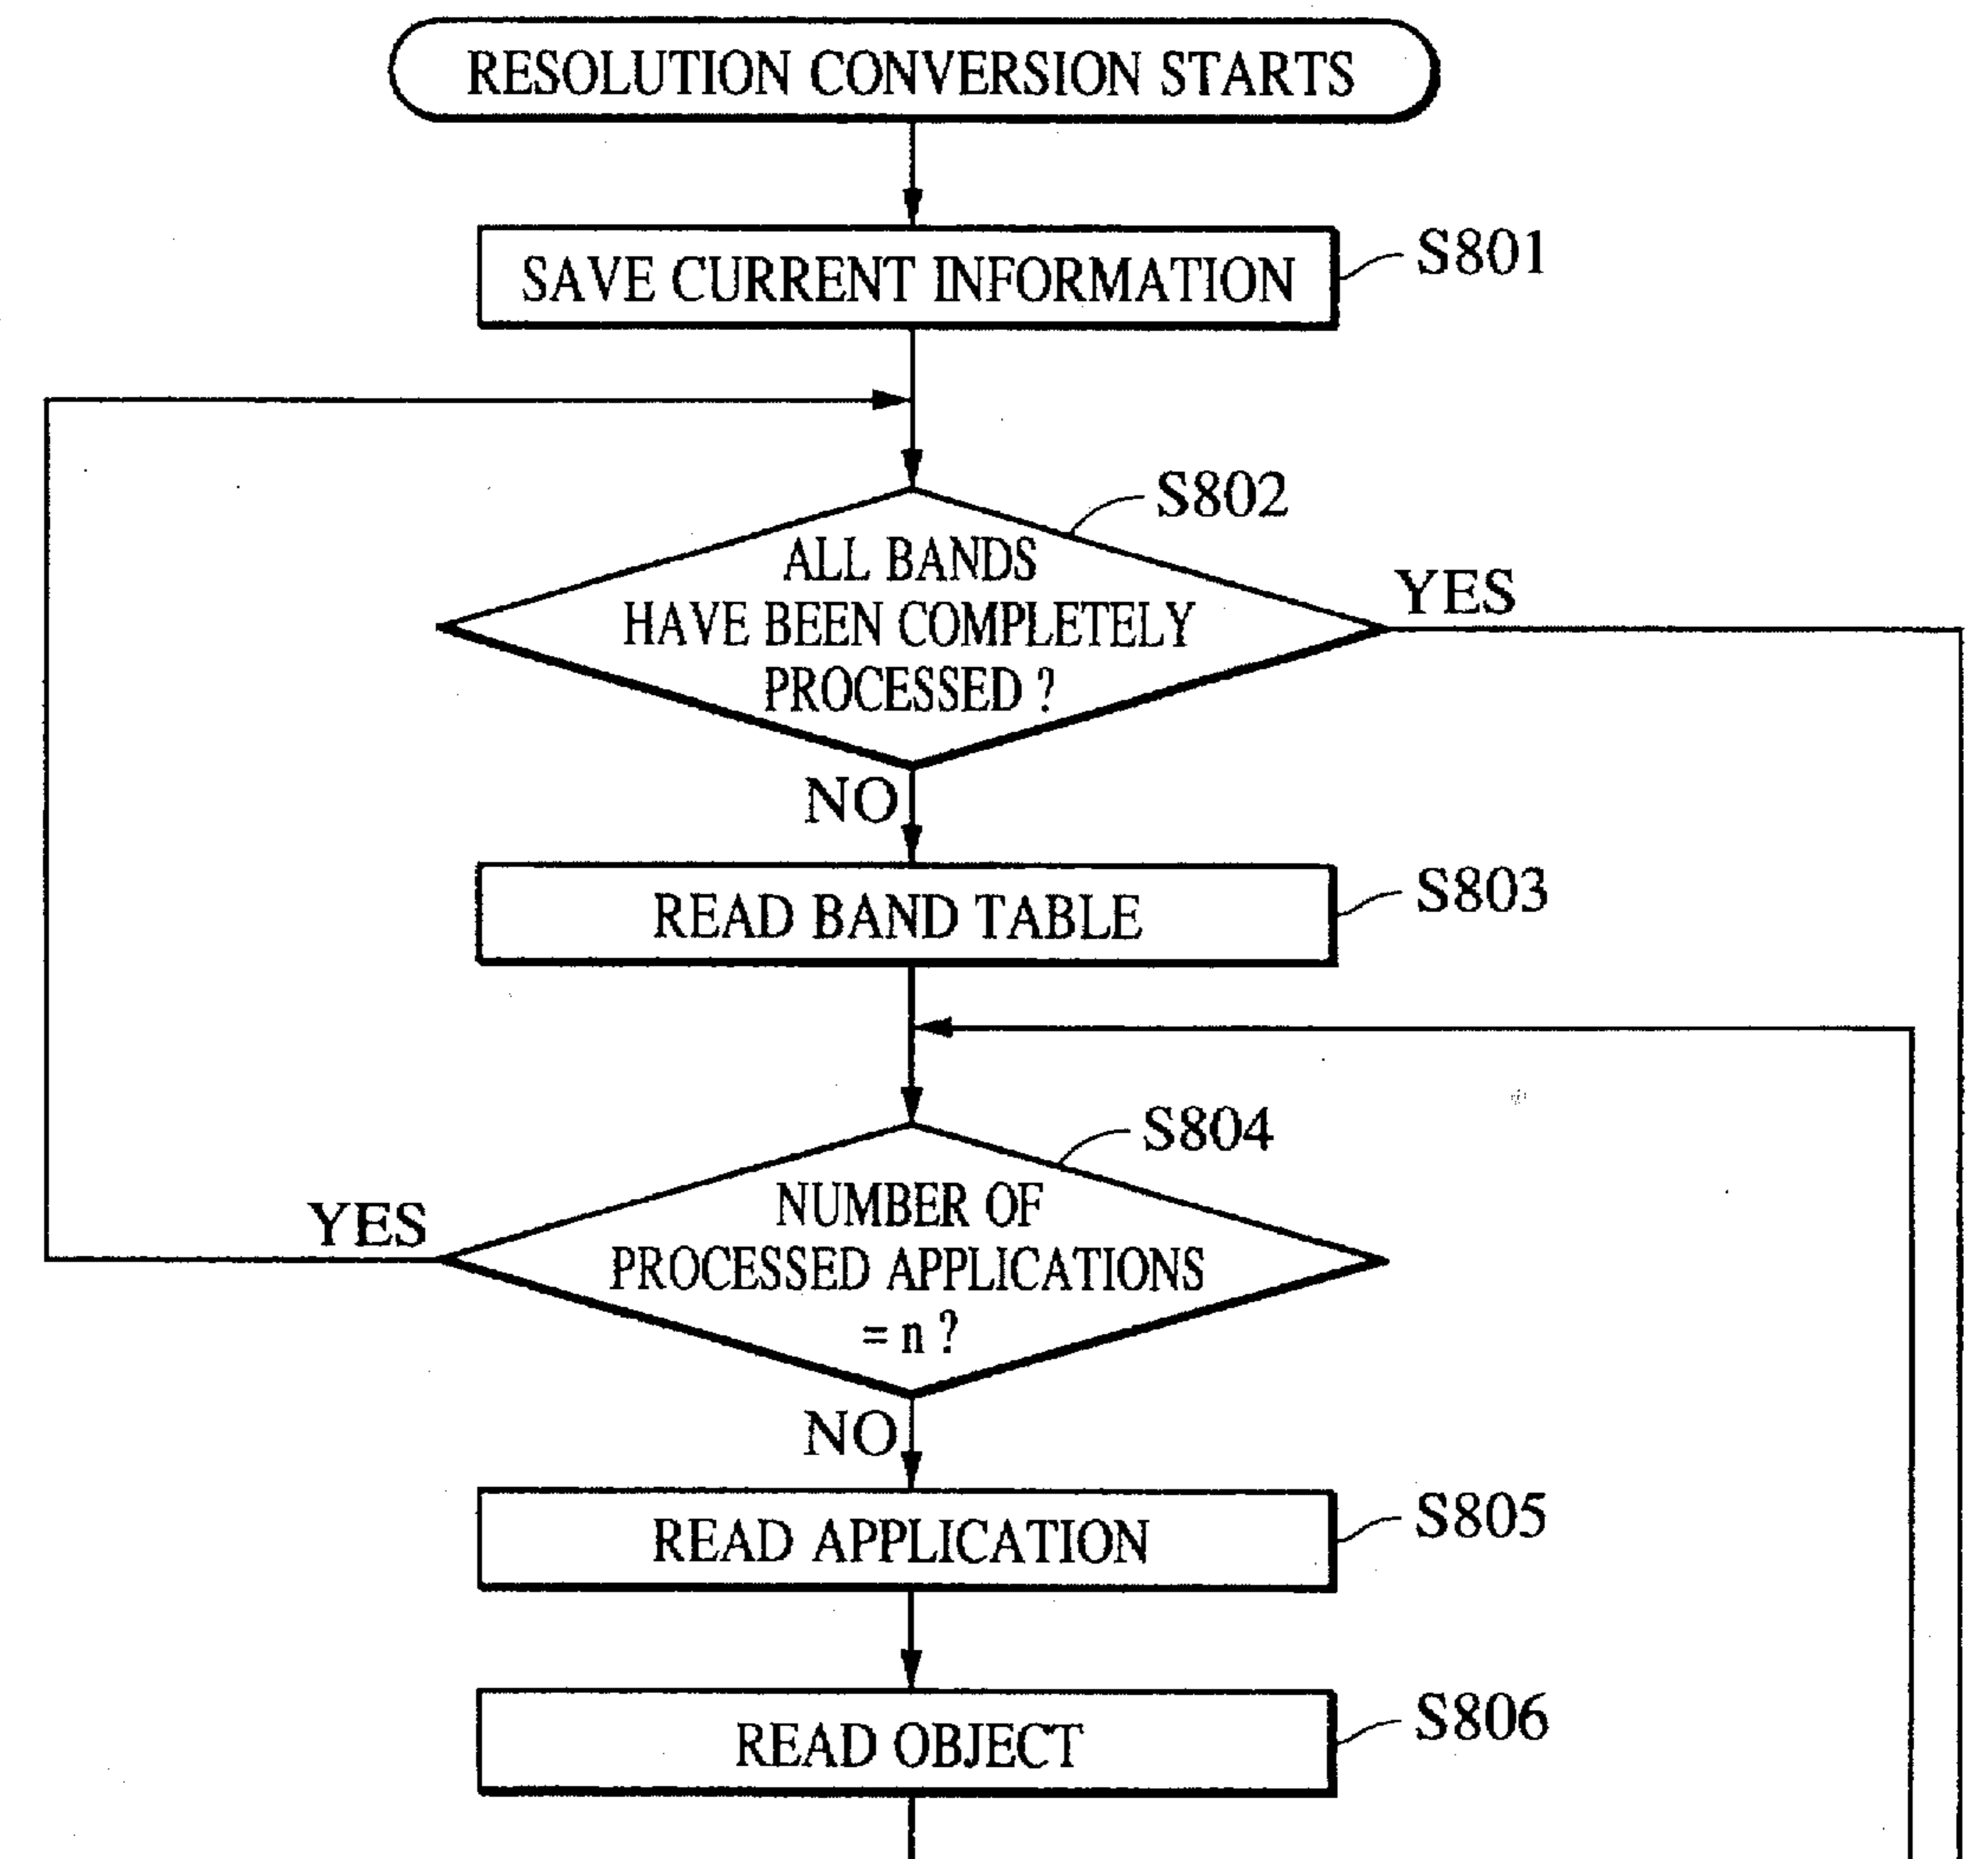 RESOLUTION CONVERSION STARTS
SAVE CURRENT INFORMATION
S801
S802
ALL BANDS
HAVE BEEN COMPLETELY
PROCESSED ?
YES
NO
READ BAND TABLE
S803
S804
NUMBER OF
PROCESSED APPLICATIONS
= n ?
YES
NO
READ APPLICATION
S805
READ OBJECT
S806